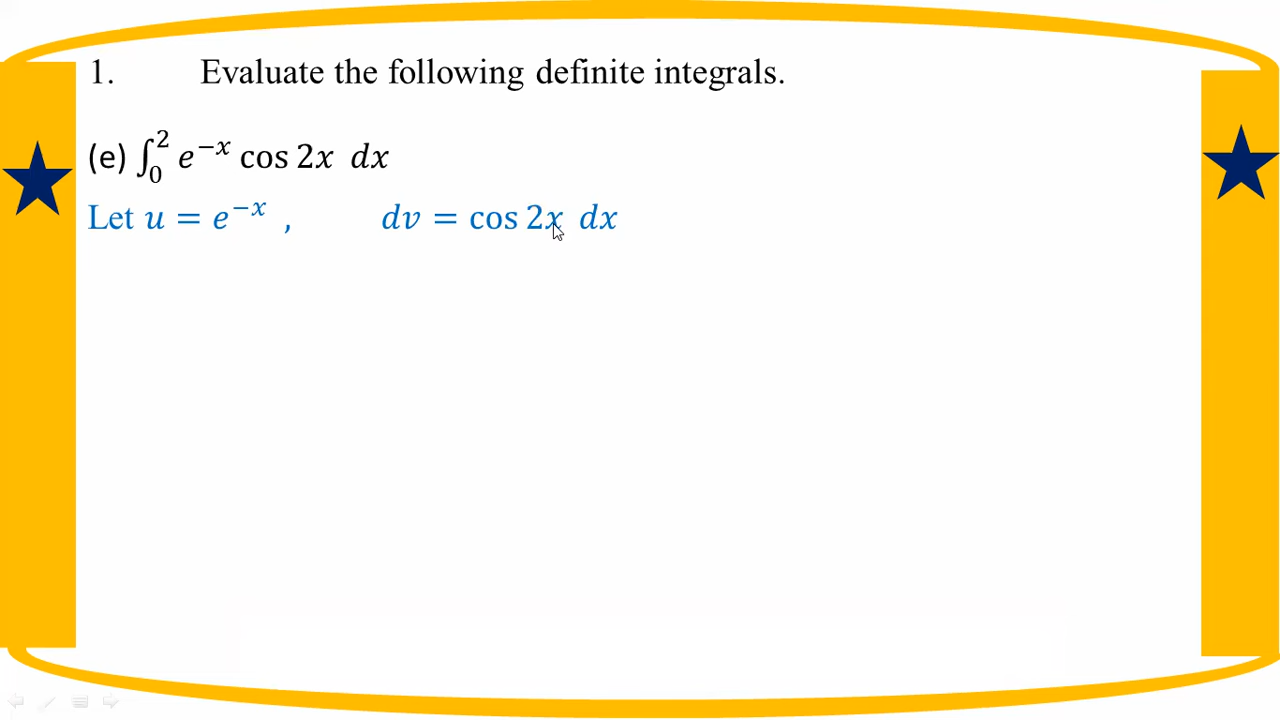 1. Evaluate the following definite integrals.
(e) ∫₀² e⁻ˣ cos 2x dx
Let u = e⁻ˣ , dv = cos 2x dx